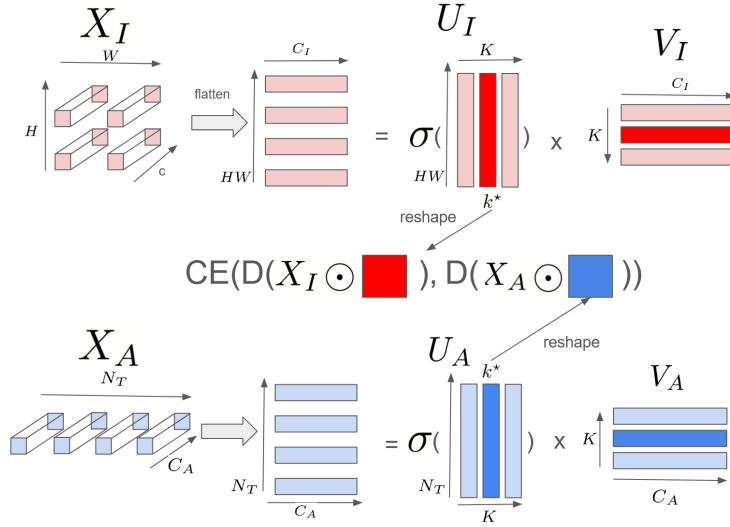 X_I
W
H
c
flatten
C_I
HW
=
σ(
U_I
K
HW
k*
)
x
V_I
C_I
K
reshape
CE(D(X_I ⊙ ), D(X_A ⊙ ))
reshape
X_A
N_T
C_A
N_T
C_A
=
σ(
U_A
k*
N_T
K
)
x
V_A
K
C_A